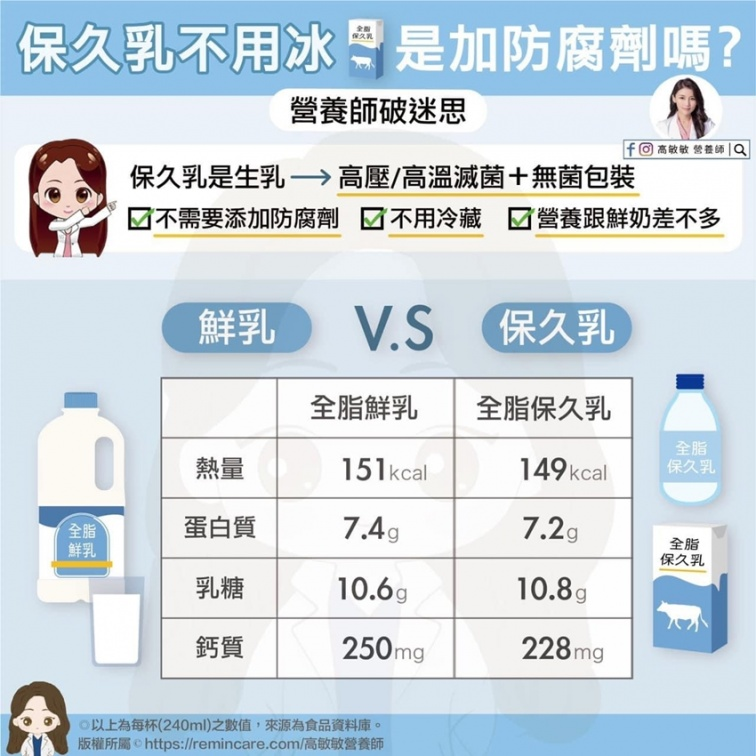 保久乳不用冰 全脂保久乳 是加防腐劑嗎?
營養師破迷思
高敏敏 營養師
保久乳是生乳→高壓/高溫滅菌+無菌包裝
不需要添加防腐劑 不用冷藏 營養跟鮮奶差不多
鮮乳 V.S 保久乳
全脂鮮乳 全脂保久乳
熱量 151kcal 149kcal
蛋白質 7.4g 7.2g
乳糖 10.6g 10.8g
鈣質 250mg 228mg
全脂
鮮乳
全脂
保久乳
全脂
保久乳
◎以上為每杯(240ml)之數值,來源為食品資料庫。
版權所屬©https://remincare.com/高敏敏營養師